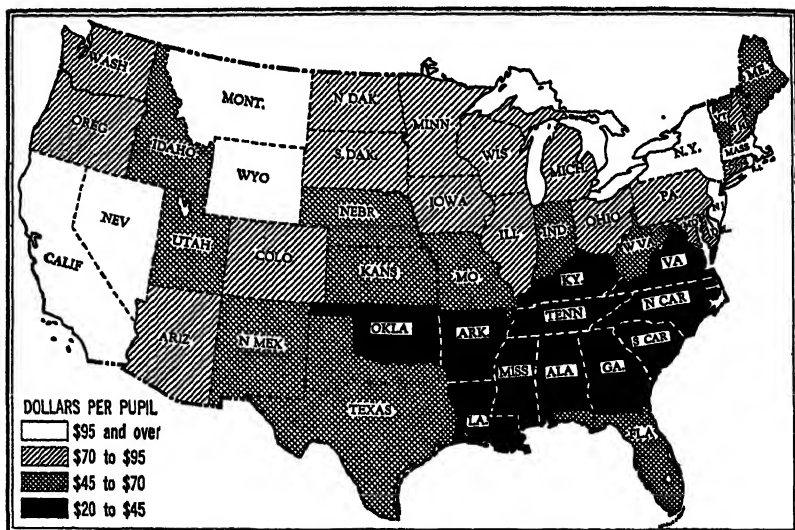 WASH.
MONT.
N DAK.
MINN.
ME.
VT.
OREG
IDAHO
S. DAK.
WIS
MICH.
N.Y.
MASS
WYO
IOWA
PA.
NEV
NEBR
ILL
IND
OHIO
N.J.
UTAH
COLO
W VA
CALIF
KANS
MO
KY.
VA
OKLA
ARK
TENN
N CAR
ARIZ
N MEX
S CAR
MISS
ALA
GA.
TEXAS
LA.
FLA
DOLLARS PER PUPIL
$95 and over
$70 to $95
$45 to $70
$20 to $45